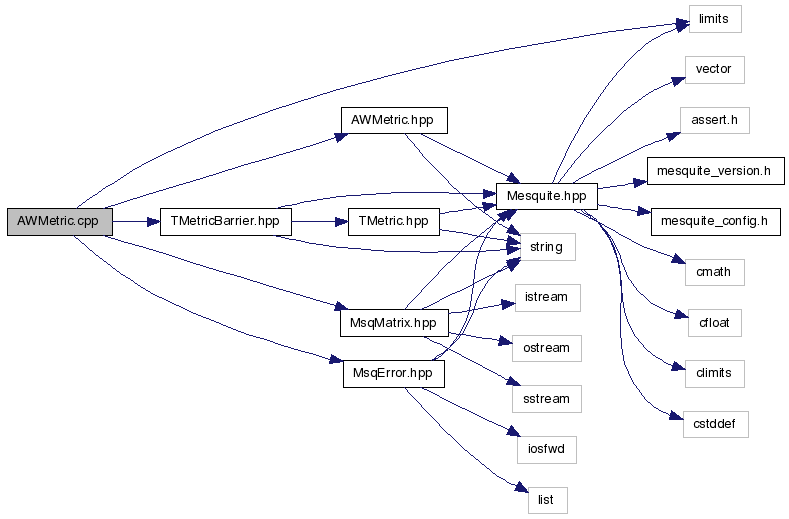 limits
vector
AWMetric.hpp
assert.h
mesquite_version.h
Mesquite.hpp
AWMetric.cpp
TMetricBarrier.hpp
TMetric.hpp
mesquite_config.h
string
cmath
istream
MsqMatrix.hpp
cfloat
ostream
MsqError.hpp
climits
sstream
cstddef
iosfwd
list